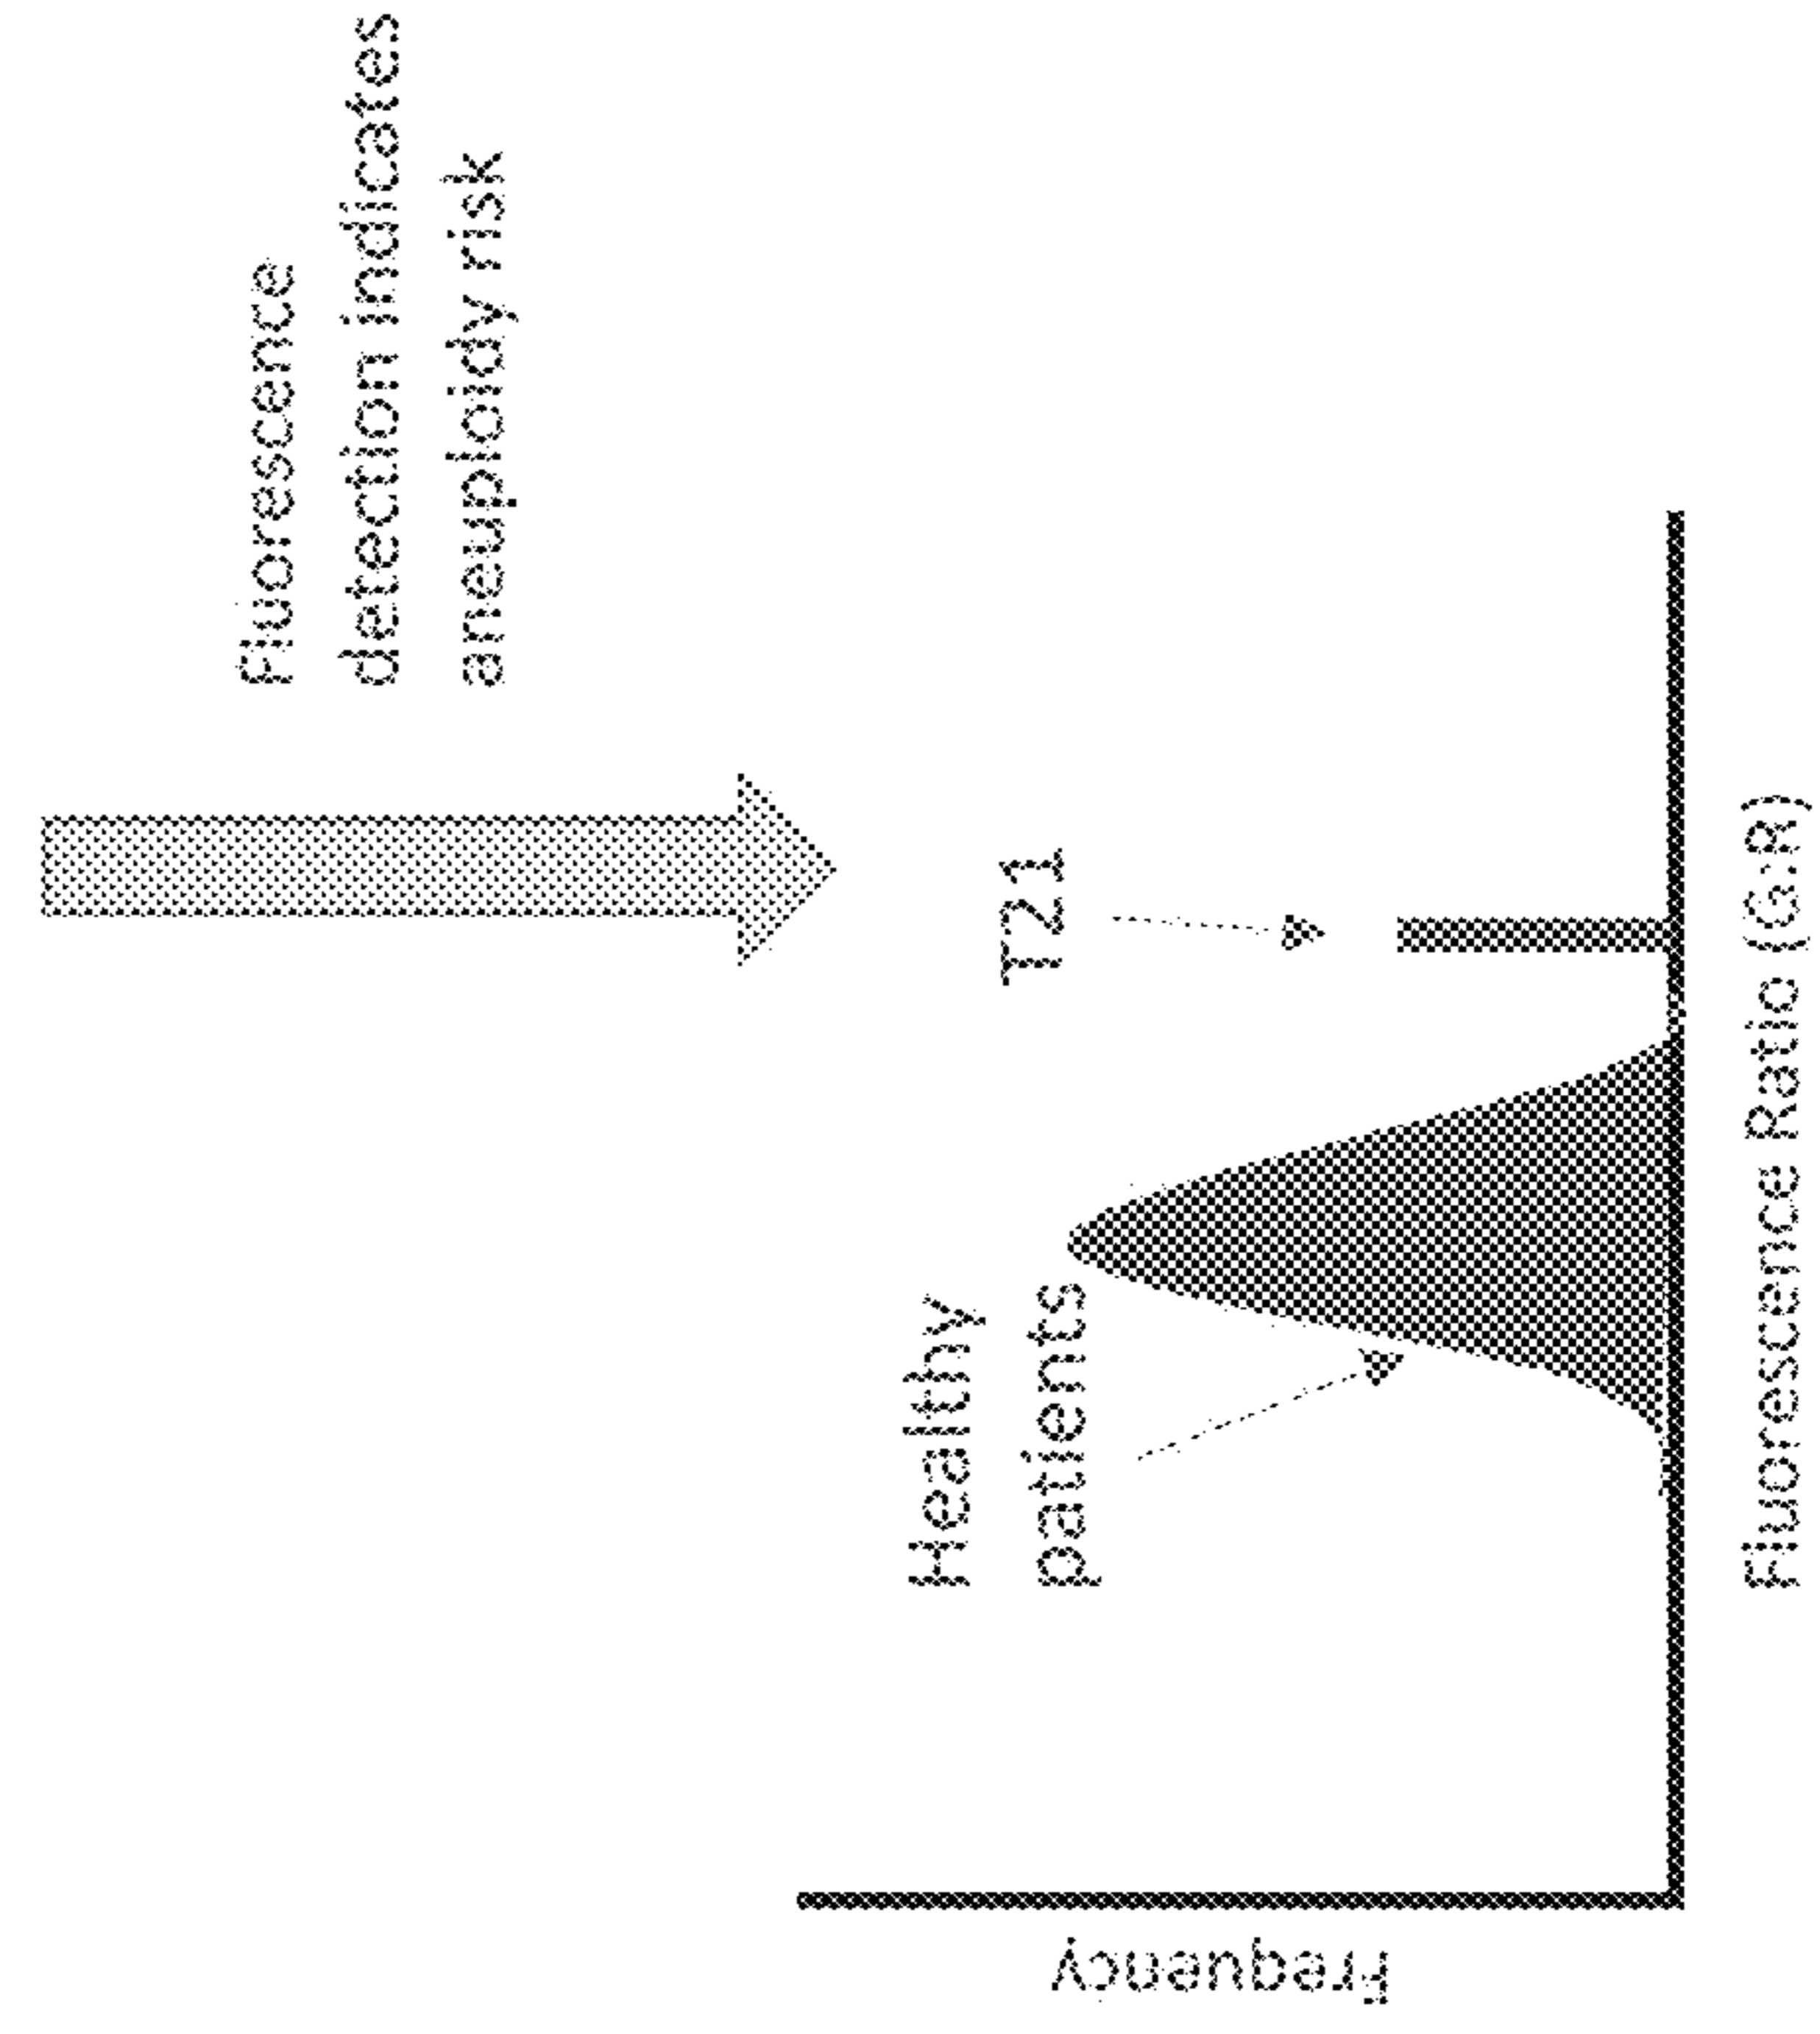 Fluorescence
detection indicates
aneuploidy risk
T21
Healthy
patients
Frequency
Fluorescence Ratio (G:R)